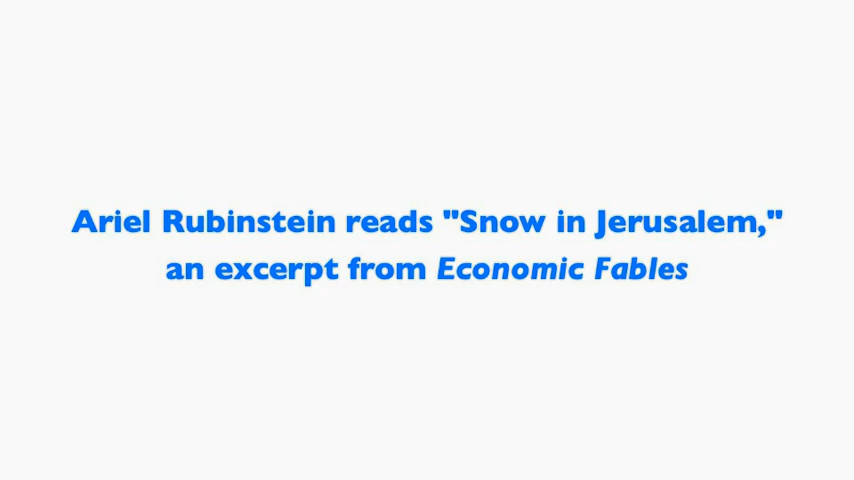 Ariel Rubinstein reads "Snow in Jerusalem,"
an excerpt from Economic Fables